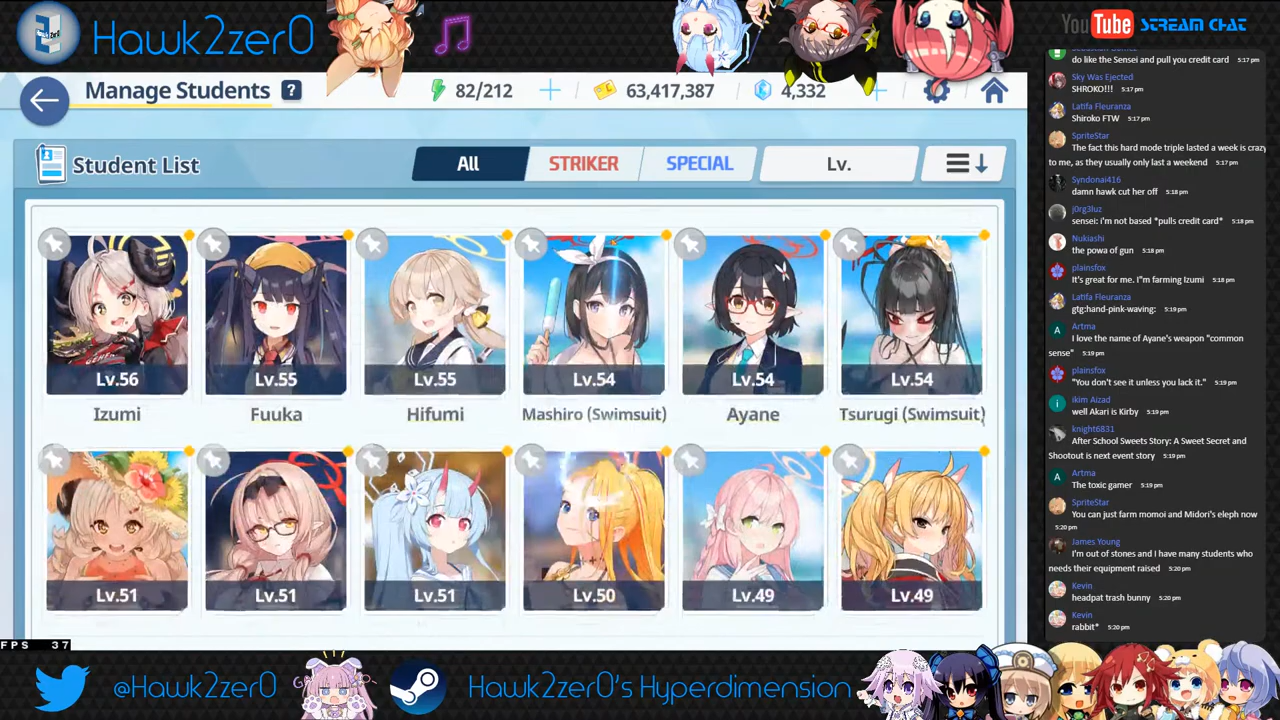 Hawk2zer0
You Tube STREAM CHAT
Manage Students ?
82/212
63,417,387
4,332
Student List
All
STRIKER
SPECIAL
Lv.
Lv.56
Lv.55
Lv.55
Lv.54
Lv.54
Lv.54
Izumi
Fuuka
Hifumi
Mashiro (Swimsuit)
Ayane
Tsurugi (Swimsuit)
Lv.51
Lv.51
Lv.51
Lv.50
Lv.49
Lv.49
FPS 37
@Hawk2zer0
Hawk2zer0's Hyperdimension
do like the Sensei and pull you credit card 5:17 pm
Sky Was Ejected
SHROKO!!! 5:17 pm
Latifa Fleuranza
Shiroko FTW 5:17 pm
SpriteStar
The fact this hard mode triple lasted a week is crazy
to me, as they usually only last a weekend 5:17 pm
Syndonai416
damn hawk cut her off 5:18 pm
j0rg3luz
sensei: i'm not based *pulls credit card* 5:18 pm
Nukiashi
the powa of gun 5:18 pm
plainsfox
It's great for me. I"m farming Izumi 5:18 pm
Latifa Fleuranza
gtg:hand-pink-waving: 5:19 pm
A Artma
I love the name of Ayane's weapon "common
sense" 5:19 pm
plainsfox
"You don't see it unless you lack it." 5:19 pm
i ikim Aizad
well Akari is Kirby 5:19 pm
knight6831
After School Sweets Story: A Sweet Secret and
Shootout is next event story 5:19 pm
A Artma
The toxic gamer 5:19 pm
SpriteStar
You can just farm momoi and Midori's eleph now
5:20 pm
James Young
I'm out of stones and I have many students who
needs their equipment raised 5:20 pm
Kevin
headpat trash bunny 5:20 pm
Kevin
rabbit* 5:20 pm